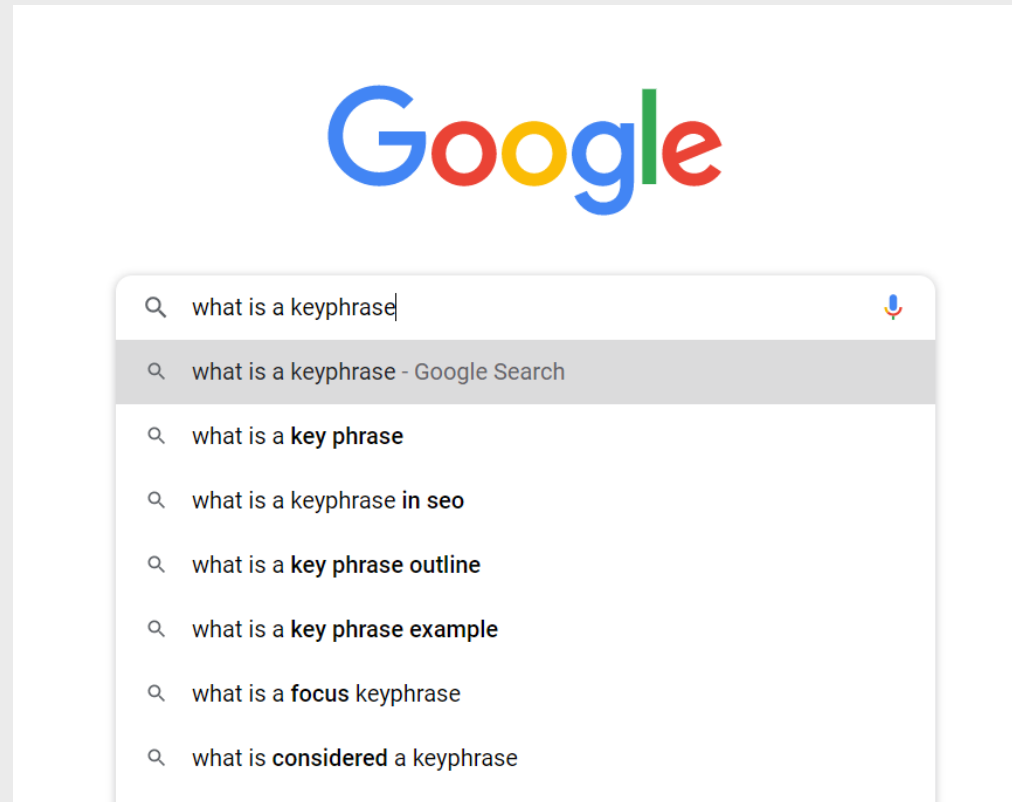 Google
what is a keyphrase
what is a keyphrase - Google Search
what is a key phrase
what is a keyphrase in seo
what is a key phrase outline
what is a key phrase example
what is a focus keyphrase
what is considered a keyphrase